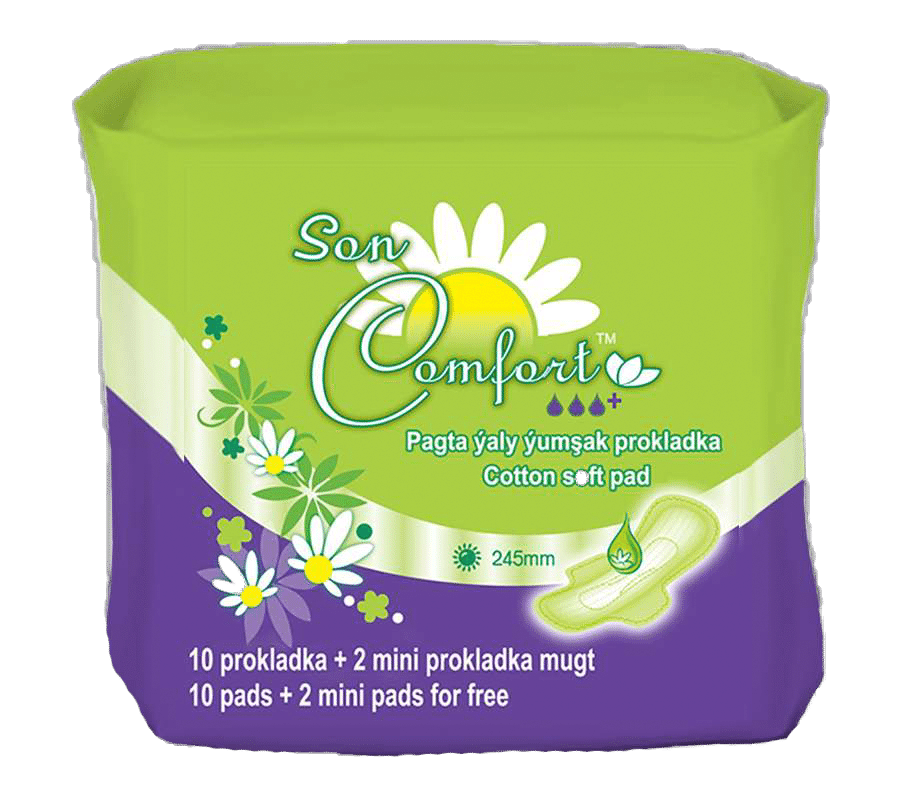 Son
Comfort™
+
Pagta ýaly ýumşak prokladka
Cotton soft pad
245mm
10 prokladka + 2 mini prokladka mugt
10 pads + 2 mini pads for free